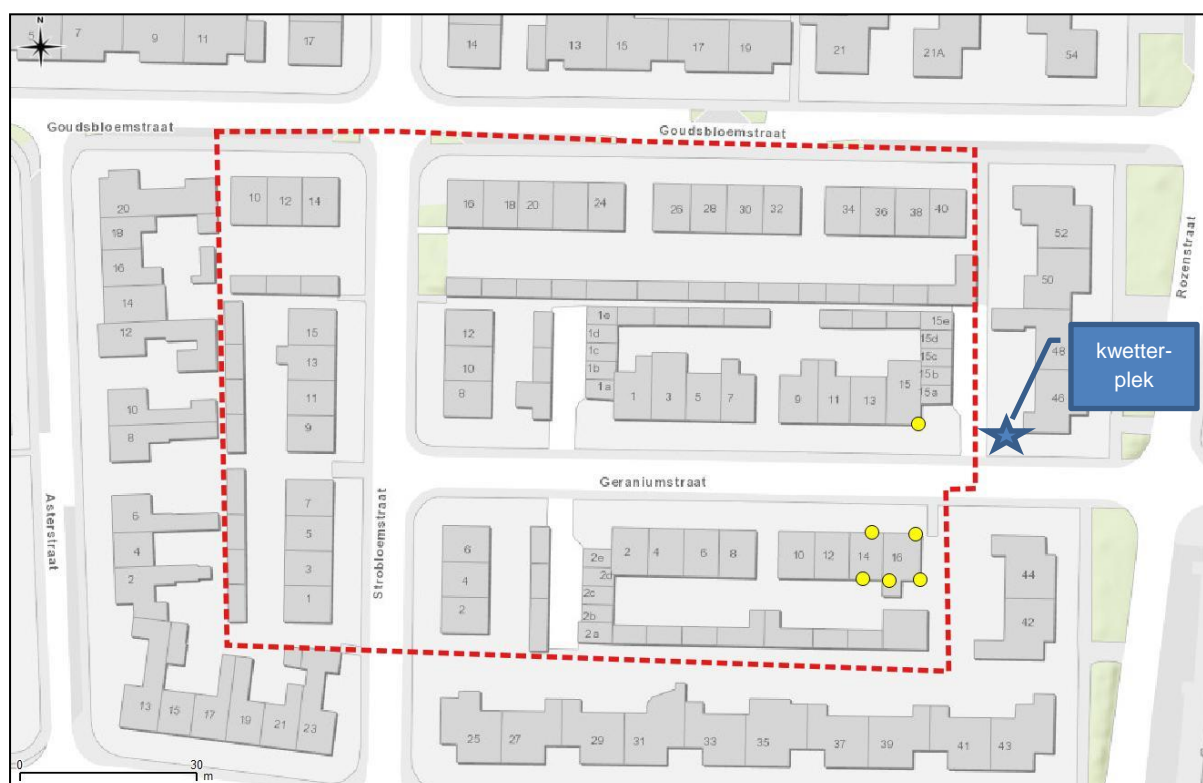 N
5 7 9 11 17 14 13 15 17 19 21 21A 54
Goudsbloemstraat
Goudsbloemstraat
10 12 14
16 18 20 24 26 28 30 32 34 36 38 40
20
18
16
14
12
10
8
6
4
2
52
50
48
46
Rozenstraat
kwetter-
plek
15
13
11
9
7
5
3
1
12
10
8
1e
1d
1c
1b
1a
1 3 5 7 9 11 13 15
15e
15d
15c
15b
15a
Geraniumstraat
Asterstraat
Strobloemstraat
6
4
2
2e
2d
2c
2b
2a
2 4 6 8 10 12 14 16
44
42
13 15 17 19 21 23
25 27 29 31 33 35 37 39 41 43
0 30
m